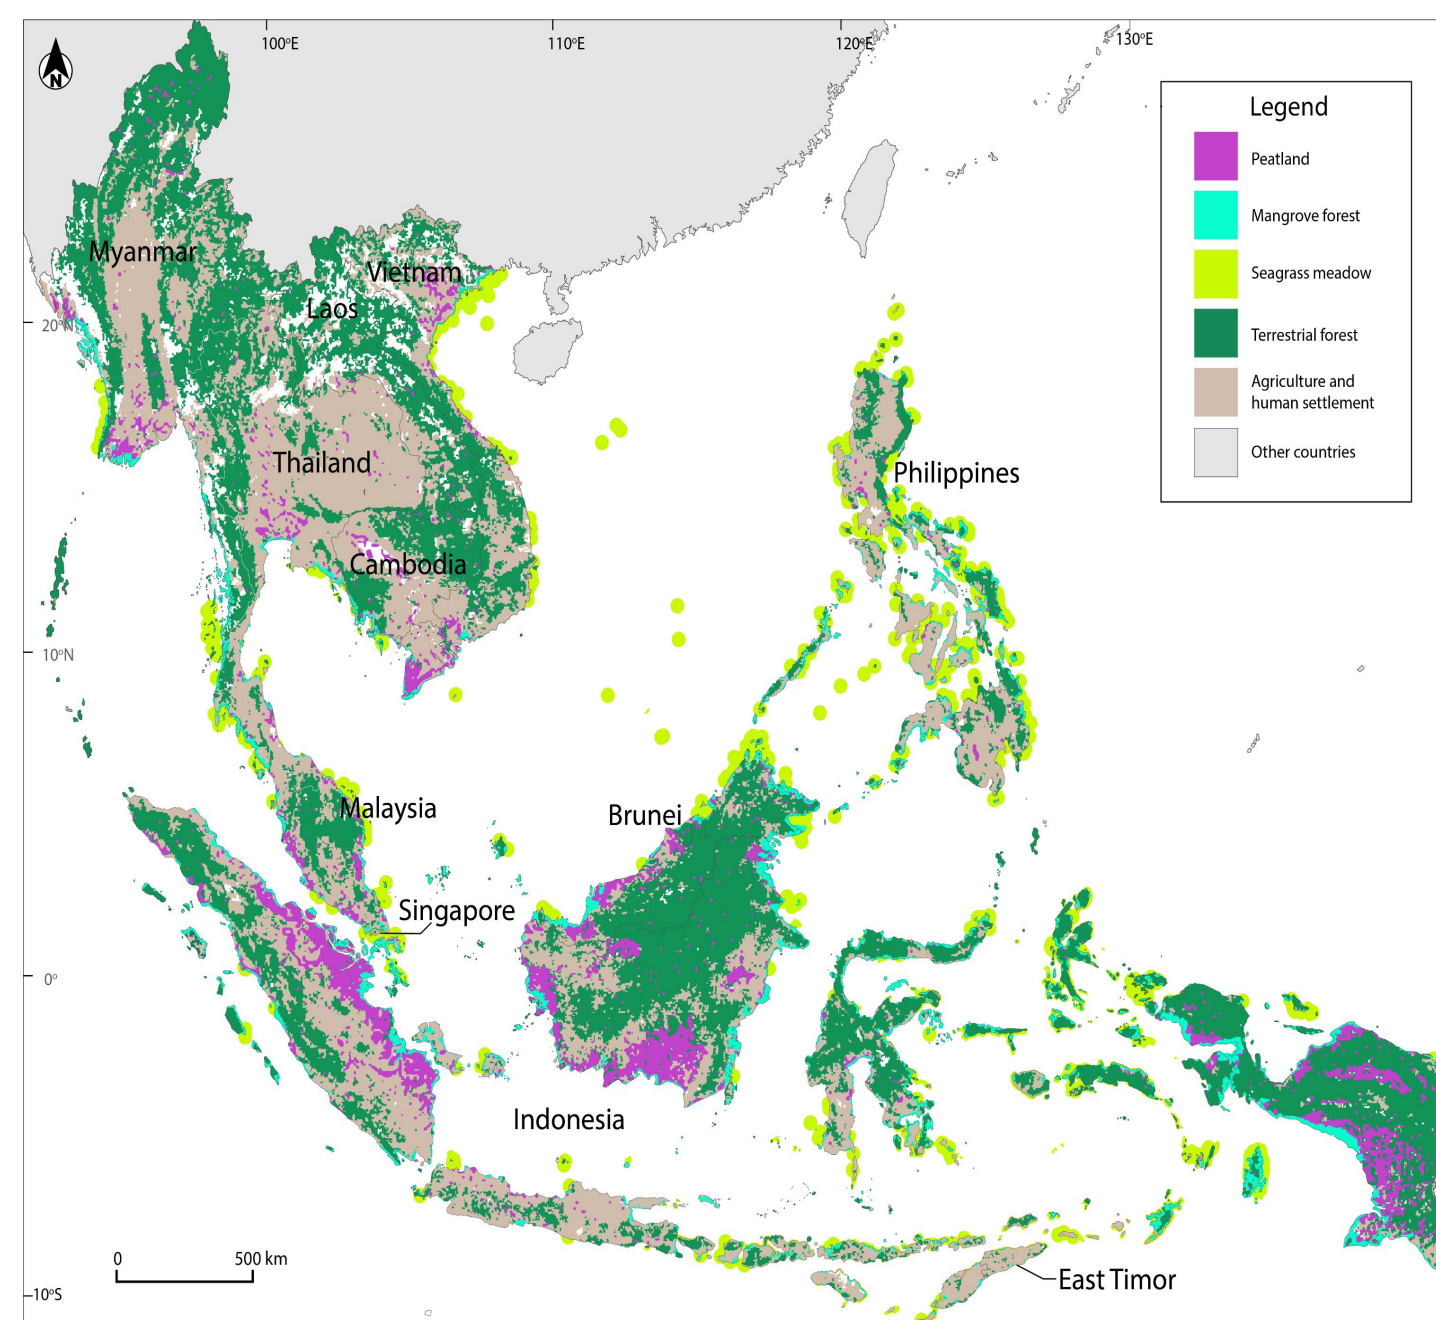 100°E
110°E
120°E
130°E
N
Legend
Peatland
Mangrove forest
Seagrass meadow
Terrestrial forest
Agriculture and
human settlement
Other countries
Myanmar
Vietnam
Laos
20°N
Thailand
Philippines
Cambodia
10°N
Malaysia
Brunei
Singapore
0°
Indonesia
0
500 km
East Timor
10°S